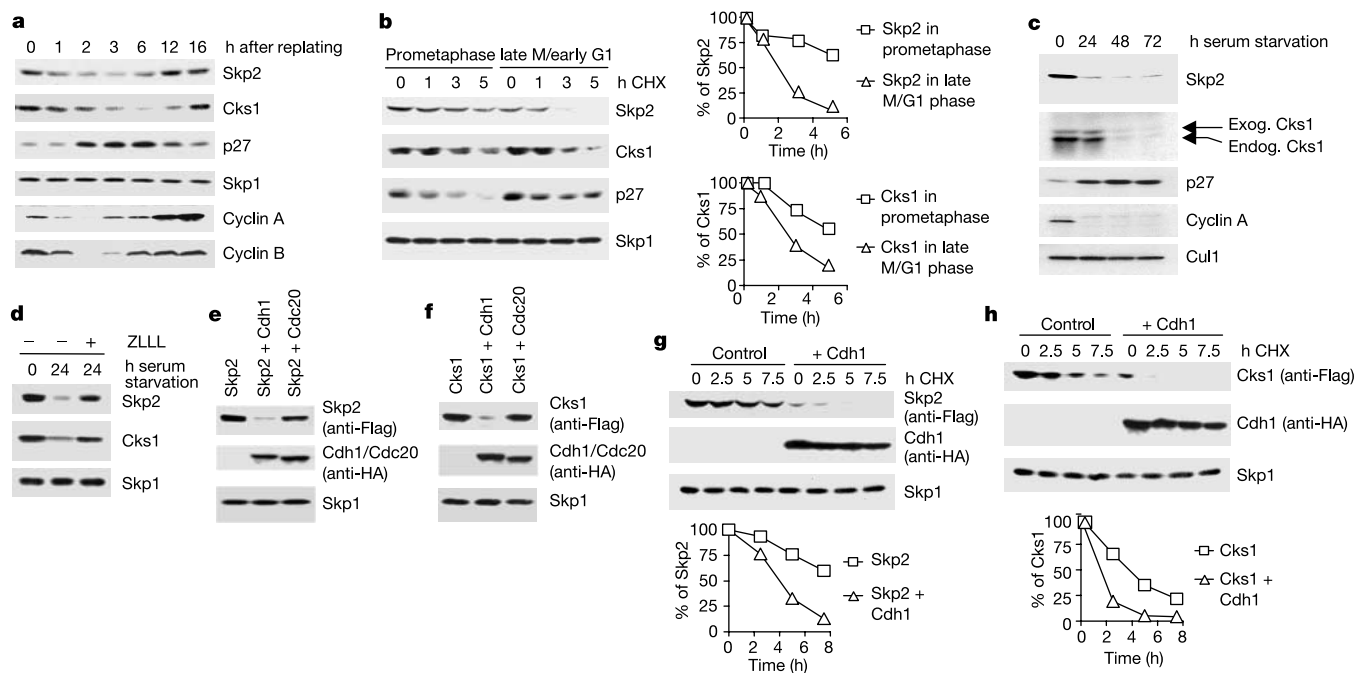 a
0 1 2 3 6 12 16 h after replating
Skp2
Cks1
p27
Skp1
Cyclin A
Cyclin B
b
Prometaphase late M/early G1
0 1 3 5 0 1 3 5 h CHX
Skp2
Cks1
p27
Skp1
% of Skp2
100
75
50
25
0
0 2 4 6
Time (h)
Skp2 in
prometaphase
Skp2 in late
M/G1 phase
% of Cks1
100
75
50
25
0
0 2 4 6
Time (h)
Cks1 in
prometaphase
Cks1 in late
M/G1 phase
c
0 24 48 72 h serum starvation
Skp2
Exog. Cks1
Endog. Cks1
p27
Cyclin A
Cul1
d
– – + ZLLL
0 24 24 h serum
starvation
Skp2
Cks1
Skp1
e
Skp2
Skp2 + Cdh1
Skp2 + Cdc20
Skp2
(anti-Flag)
Cdh1/Cdc20
(anti-HA)
Skp1
f
Cks1
Cks1 + Cdh1
Cks1 + Cdc20
Cks1
(anti-Flag)
Cdh1/Cdc20
(anti-HA)
Skp1
g
Control + Cdh1
0 2.5 5 7.5 0 2.5 5 7.5 h CHX
Skp2
(anti-Flag)
Cdh1
(anti-HA)
Skp1
% of Skp2
100
75
50
25
0
0 2 4 6 8
Time (h)
Skp2
Skp2 +
Cdh1
h
Control + Cdh1
0 2.5 5 7.5 0 2.5 5 7.5 h CHX
Cks1 (anti-Flag)
Cdh1 (anti-HA)
Skp1
% of Cks1
100
75
50
25
0
0 2 4 6 8
Time (h)
Cks1
Cks1 +
Cdh1